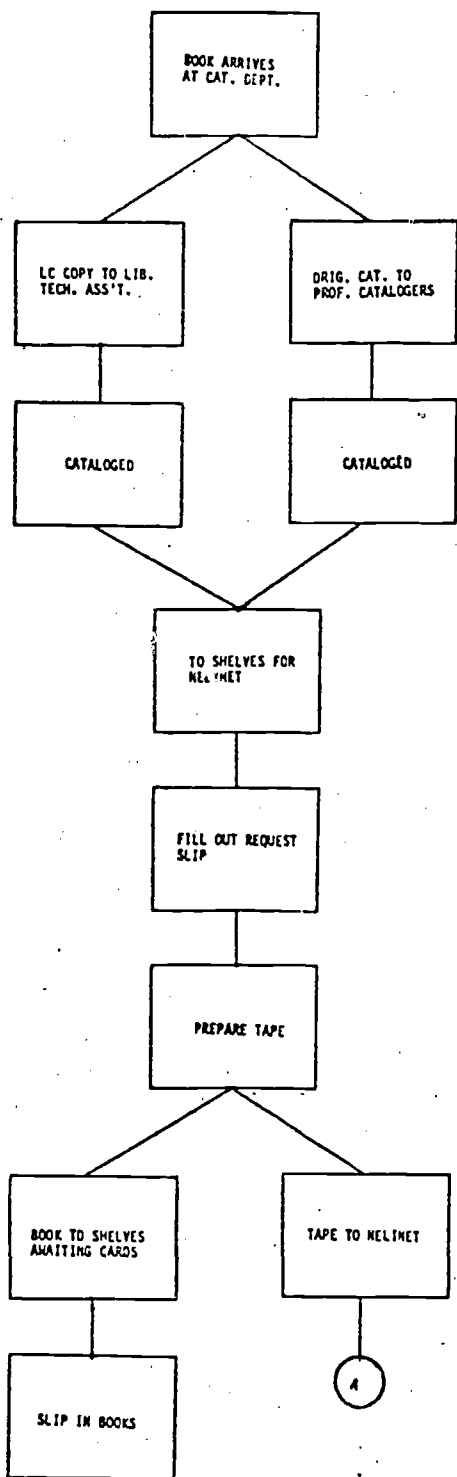 BOOK ARRIVES
AT CAT. DEPT.
LC COPY TO LIB.
TECH. ASS'T.
ORIG. CAT. TO
PROF. CATALOGERS
CATALOGED
CATALOGED
TO SHELVES FOR
NELINET
FILL OUT REQUEST
SLIP
PREPARE TAPE
BOOK TO SHELVES
AWAITING CARDS
TAPE TO NELINET
SLIP IN BOOKS
A